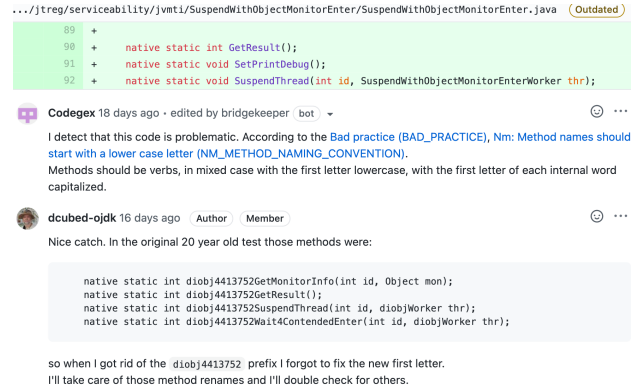 .../jtreg/serviceability/jvmti/SuspendWithObjectMonitorEnter/SuspendWithObjectMonitorEnter.java Outdated
89 +
90 + native static int GetResult();
91 + native static void SetPrintDebug();
92 + native static void SuspendThread(int id, SuspendWithObjectMonitorEnterWorker thr);
Codegex 18 days ago • edited by bridgekeeper bot
I detect that this code is problematic. According to the Bad practice (BAD_PRACTICE), Nm: Method names should
start with a lower case letter (NM_METHOD_NAMING_CONVENTION).
Methods should be verbs, in mixed case with the first letter lowercase, with the first letter of each internal word
capitalized.
dcubed-ojdk 16 days ago Author Member
Nice catch. In the original 20 year old test those methods were:
native static int diobj4413752GetMonitorInfo(int id, Object mon);
native static int diobj4413752GetResult();
native static int diobj4413752SuspendThread(int id, diobjWorker thr);
native static int diobj4413752Wait4ContendedEnter(int id, diobjWorker thr);
so when I got rid of the diobj4413752 prefix I forgot to fix the new first letter.
I'll take care of those method renames and I'll double check for others.